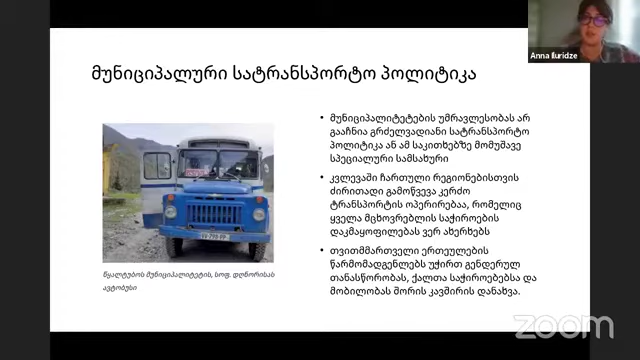 Anna Iluridze
მუნიციპალური სატრანსპორტო პოლიტიკა
• მუნიციპალიტეტების უმრავლესობას არ
გააჩნია გრძელვადიანი სატრანსპორტო
პოლიტიკა ან ამ საკითხებზე მომუშავე
სპეციალური სამსახური
• კვლევაში ჩართული რეგიონებისთვის
ძირითადი გამოწვევა კერძო
ტრანსპორტის ოპერირებაა, რომელიც
ყველა მცხოვრებლის საჭიროების
დაკმაყოფილებას ვერ ახერხებს
• თვითმმართველი ერთეულების
წარმომადგენლებს უჭირთ გენდერულ
თანასწორობას, ქალთა საჭიროებებსა და
მობილობას შორის კავშირის დანახვა.
წყალტუბოს მუნიციპალიტეტის, სოფ. დღნორისას
ავტობუსი
zoom